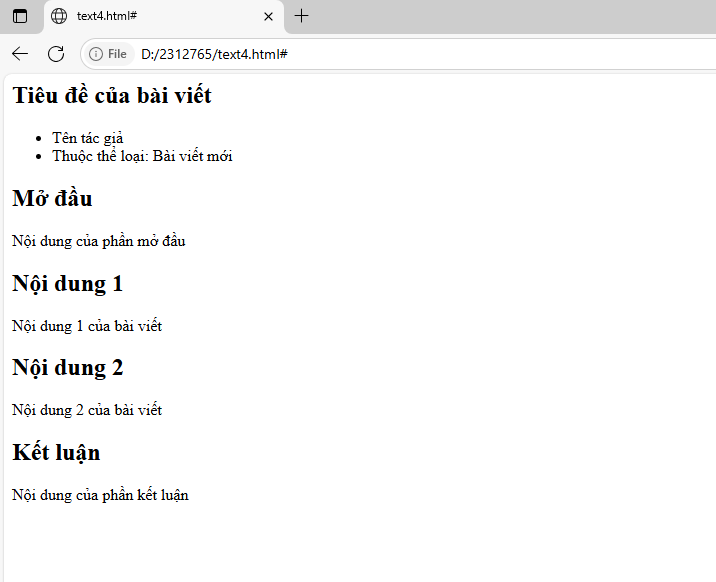 text4.html#
File D:/2312765/text4.html#
Tiêu đề của bài viết
Tên tác giả
Thuộc thể loại: Bài viết mới
Mở đầu
Nội dung của phần mở đầu
Nội dung 1
Nội dung 1 của bài viết
Nội dung 2
Nội dung 2 của bài viết
Kết luận
Nội dung của phần kết luận